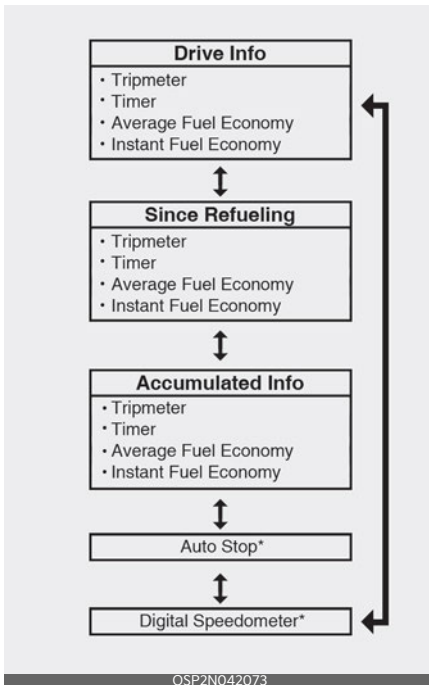 Drive Info
· Tripmeter
· Timer
· Average Fuel Economy
· Instant Fuel Economy
Since Refueling
· Tripmeter
· Timer
· Average Fuel Economy
· Instant Fuel Economy
Accumulated Info
· Tripmeter
· Timer
· Average Fuel Economy
· Instant Fuel Economy
Auto Stop*
Digital Speedometer*
OSP2N042073